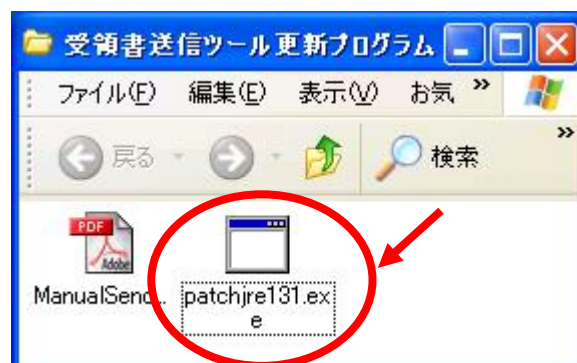 受領書送信ツール更新プログラム
ファイル(F) 編集(E) 表示(V) お気 »
戻る 検索 »
PDF
Adobe
ManualSend... patchjre131.ex
e